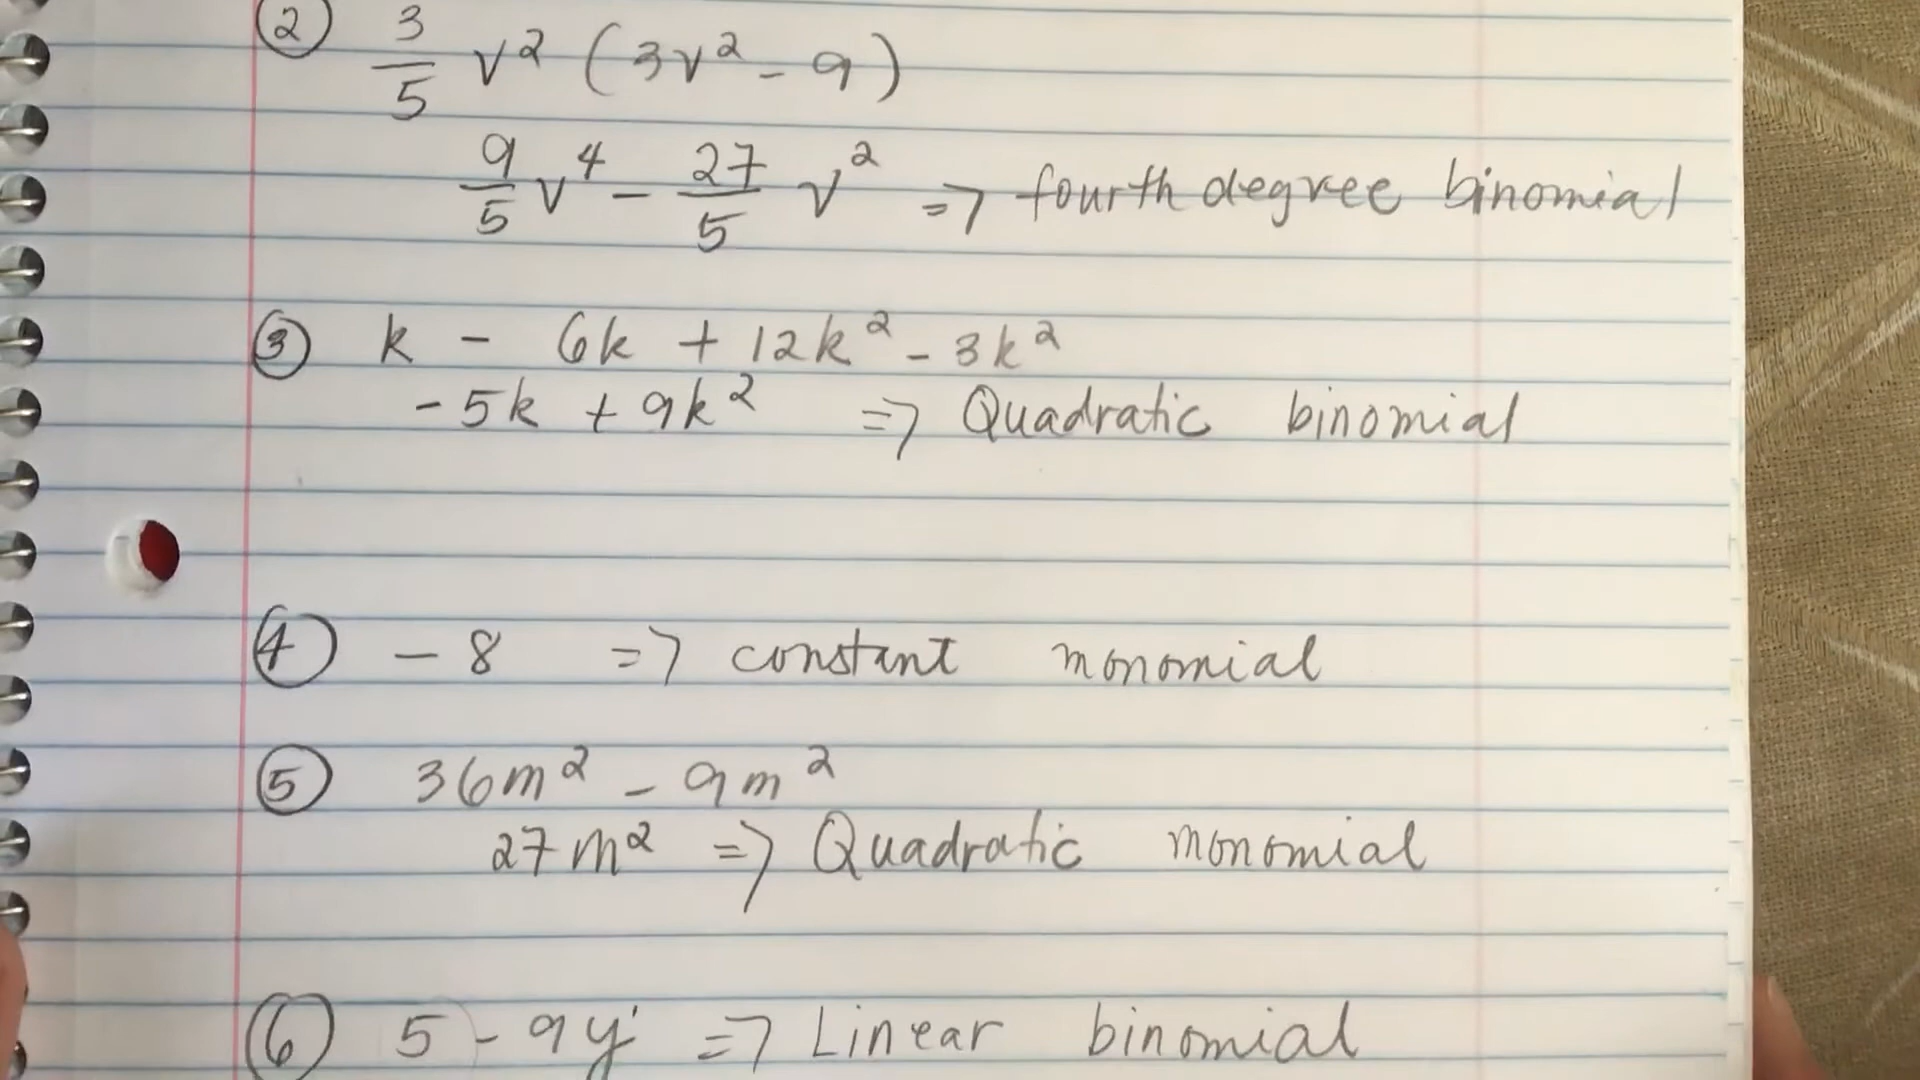 ② 3/5 v² (3v² - 9)
9/5 v⁴ - 27/5 v² => fourth degree binomial
③ k - 6k + 12k² - 3k²
-5k + 9k² => Quadratic binomial
④ -8 => constant monomial
⑤ 36m² - 9m²
27m² => Quadratic monomial
⑥ 5 - 9y => Linear binomial